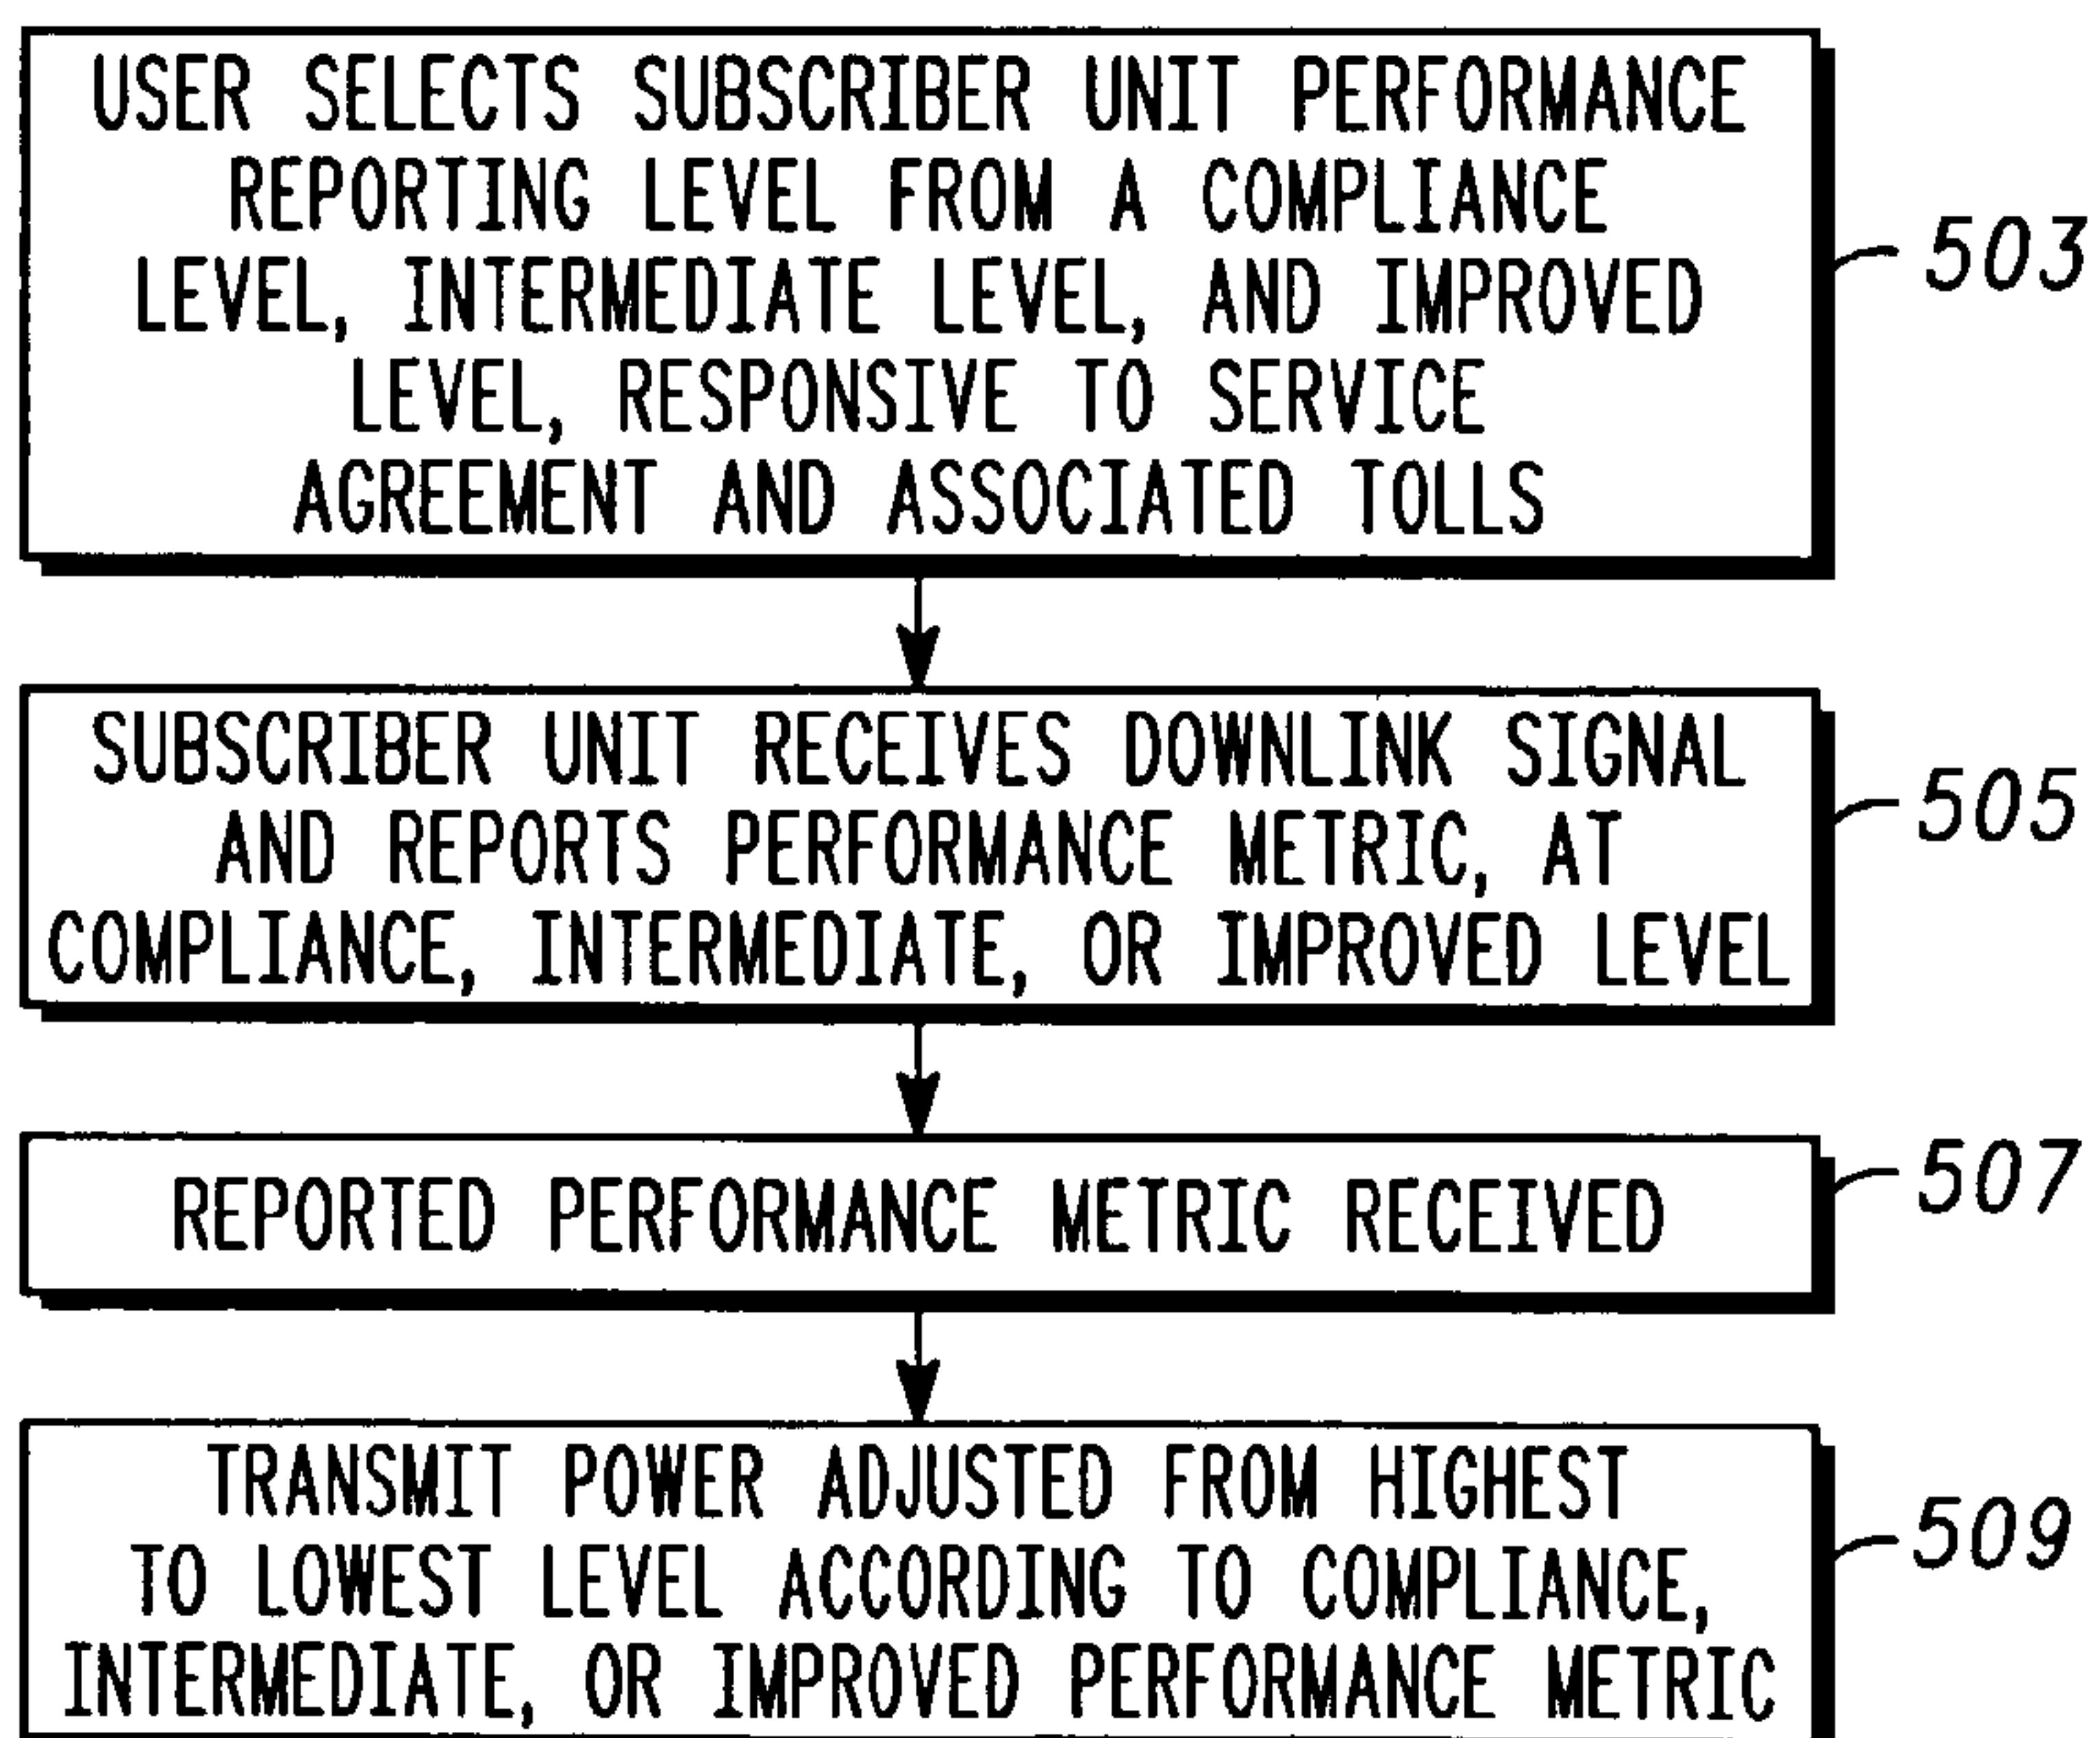 USER SELECTS SUBSCRIBER UNIT PERFORMANCE
REPORTING LEVEL FROM A COMPLIANCE
LEVEL, INTERMEDIATE LEVEL, AND IMPROVED
LEVEL, RESPONSIVE TO SERVICE
AGREEMENT AND ASSOCIATED TOLLS
503
SUBSCRIBER UNIT RECEIVES DOWNLINK SIGNAL
AND REPORTS PERFORMANCE METRIC, AT
COMPLIANCE, INTERMEDIATE, OR IMPROVED LEVEL
505
REPORTED PERFORMANCE METRIC RECEIVED
507
TRANSMIT POWER ADJUSTED FROM HIGHEST
TO LOWEST LEVEL ACCORDING TO COMPLIANCE,
INTERMEDIATE, OR IMPROVED PERFORMANCE METRIC
509